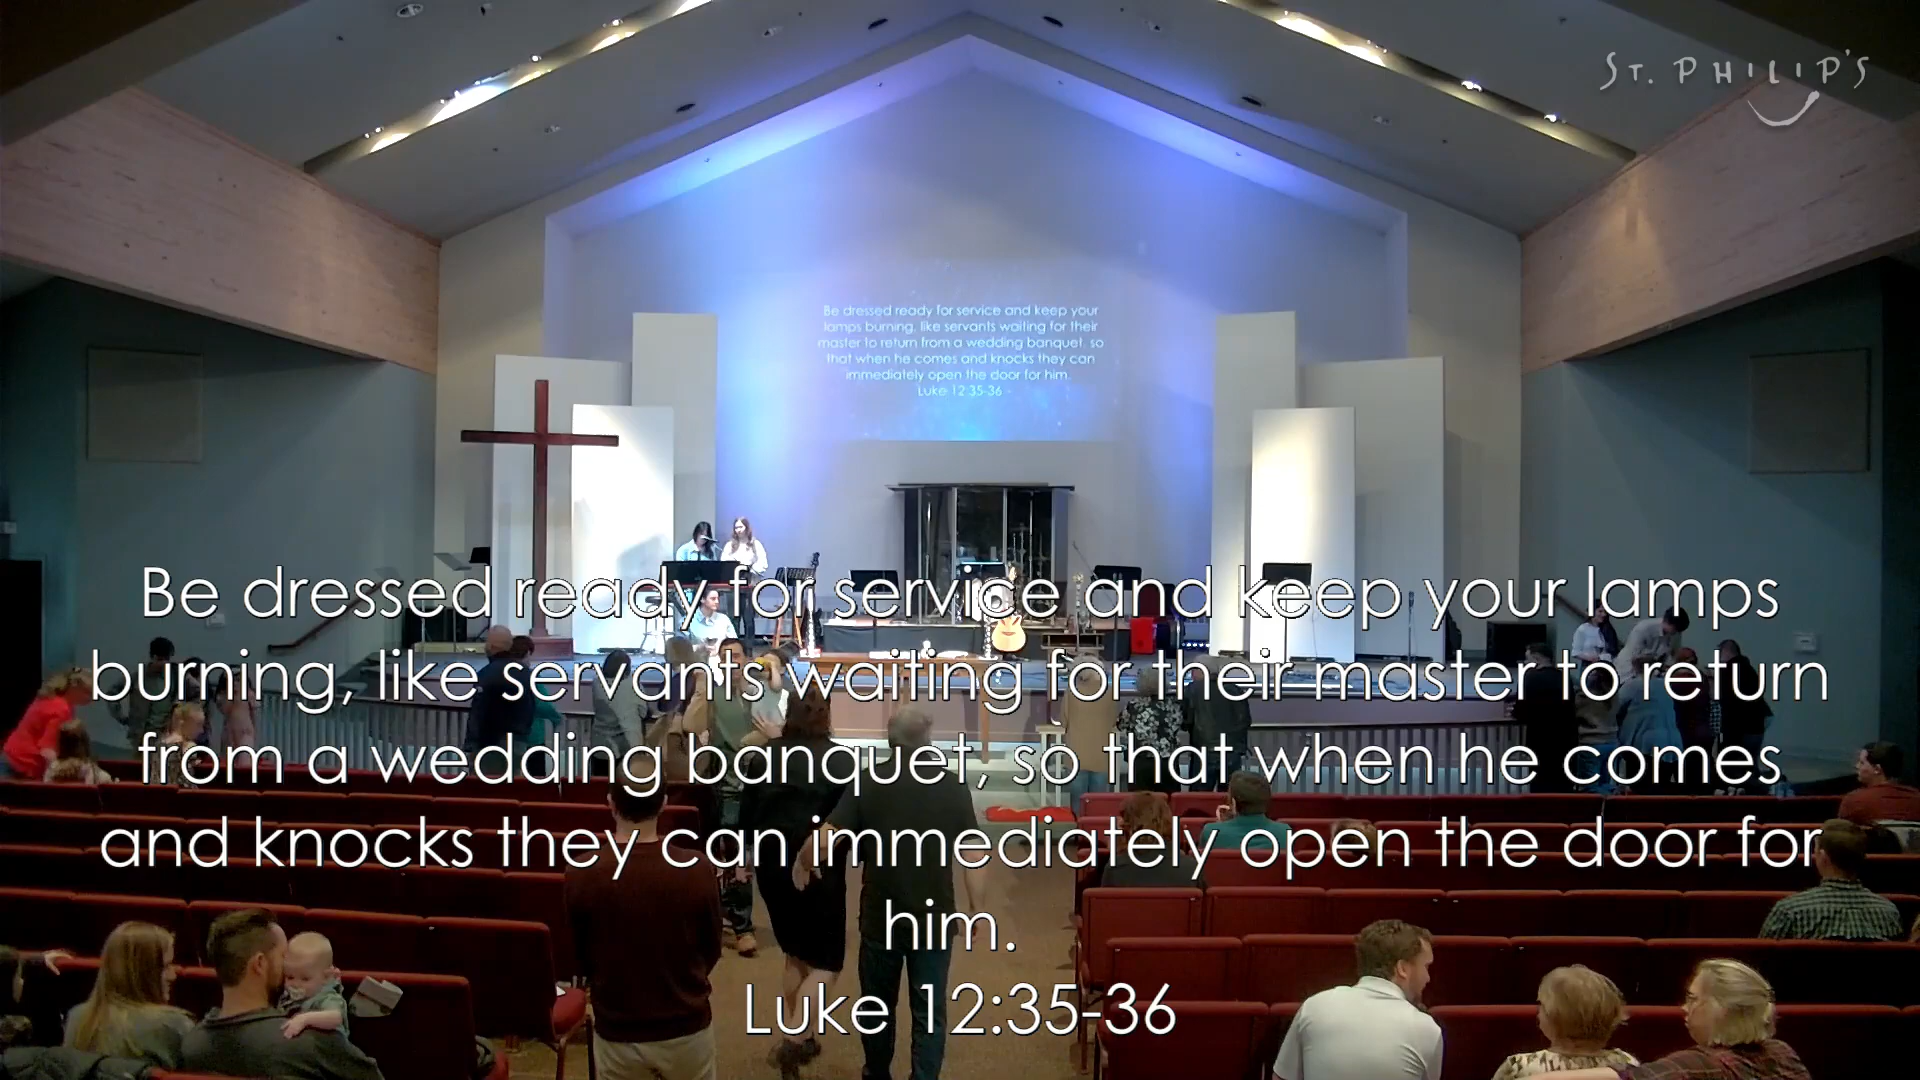 ST. PHILIP'S
Be dressed ready for service and keep your
lamps burning, like servants waiting for their
master to return from a wedding banquet, so
that when he comes and knocks they can
immediately open the door for him.
Luke 12:35-36
Be dressed ready for service and keep your lamps
burning, like servants waiting for their master to return
from a wedding banquet, so that when he comes
and knocks they can immediately open the door for
him.
Luke 12:35-36